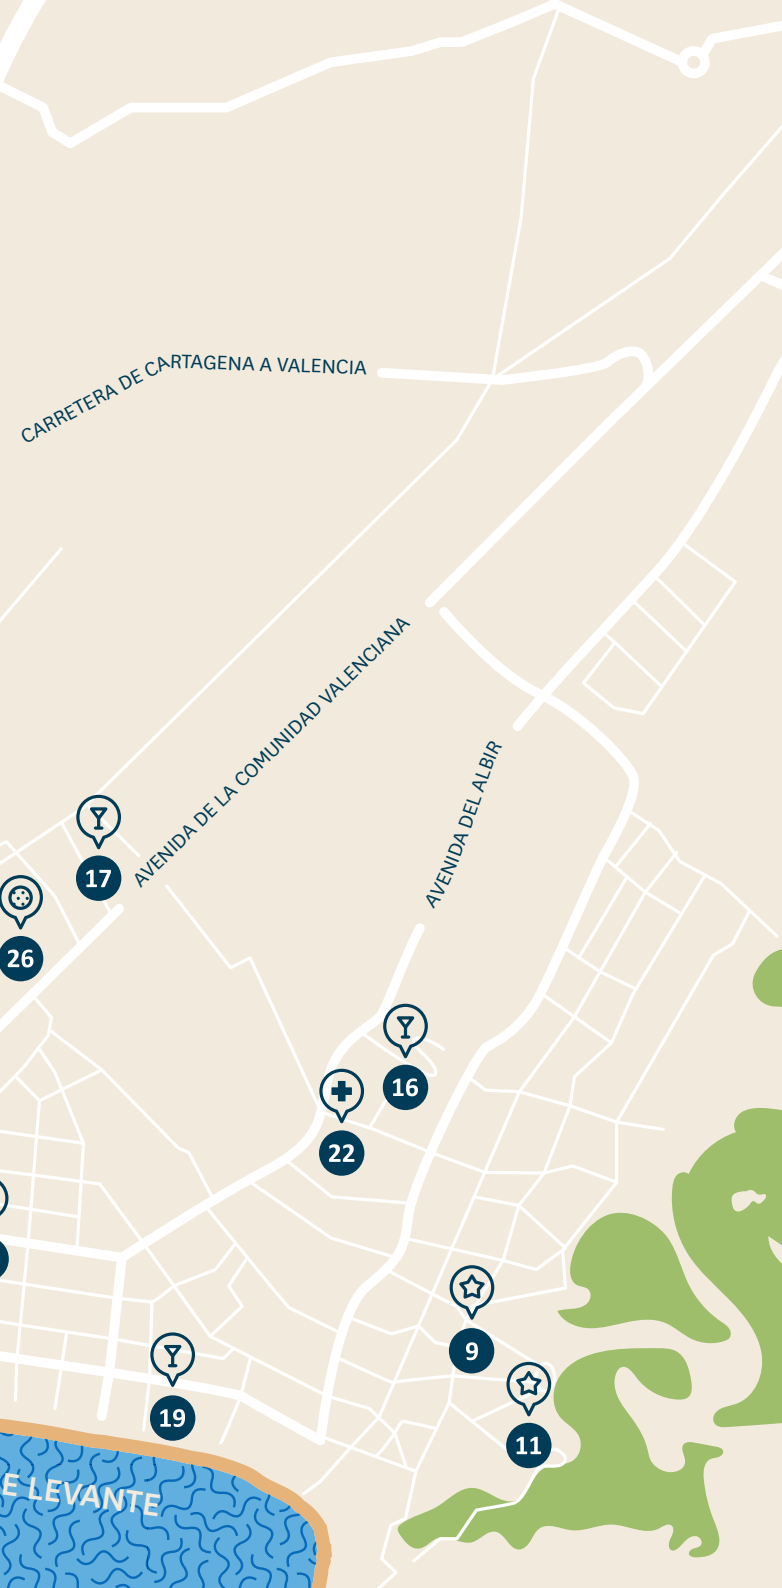 CARRETERA DE CARTAGENA A VALENCIA
AVENIDA DE LA COMUNIDAD VALENCIANA
AVENIDA DEL ALBIR
17
26
16
22
9
19
11
E LEVANTE